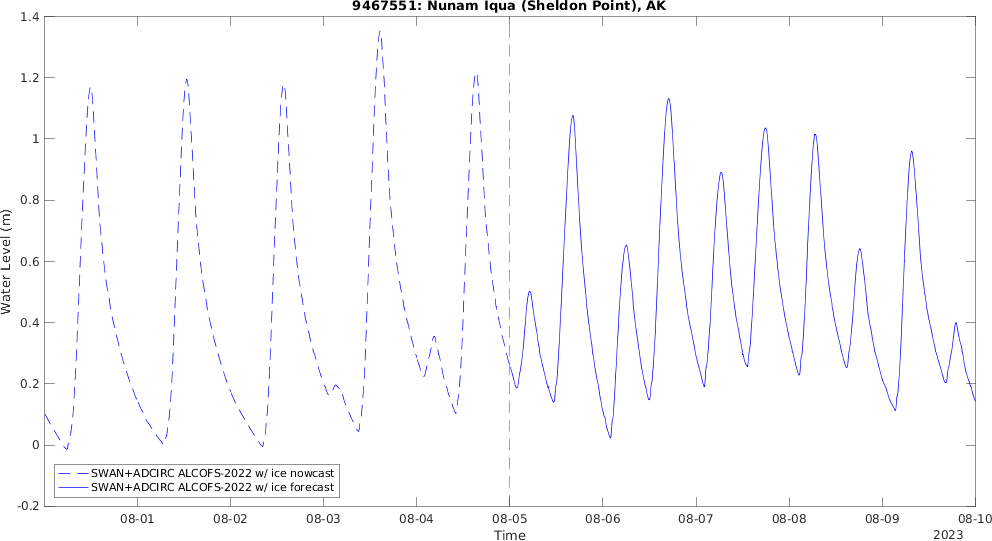 9467551: Nunam Iqua (Sheldon Point), AK
1.4
1.2
1
0.8
0.6
0.4
0.2
0
-0.2
Water Level (m)
SWAN+ADCIRC ALCOFS-2022 w/ ice nowcast
SWAN+ADCIRC ALCOFS-2022 w/ ice forecast
08-01 08-02 08-03 08-04 08-05 08-06 08-07 08-08 08-09 08-10
Time
2023